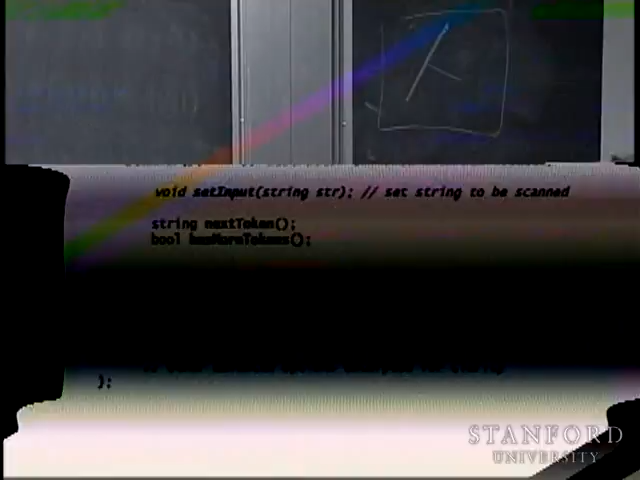 void setInput(string str); // set string to be scanned
string nextToken();
bool hasMoreTokens();
};
STANFORD
UNIVERSITY